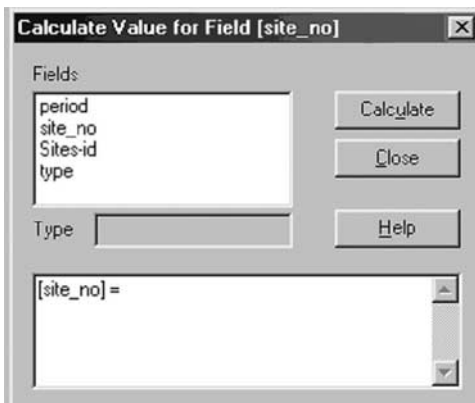 Calculate Value for Field [site_no]
Fields
period
site_no
Sites-id
type
Calculate
Close
Type
Help
[site_no] =